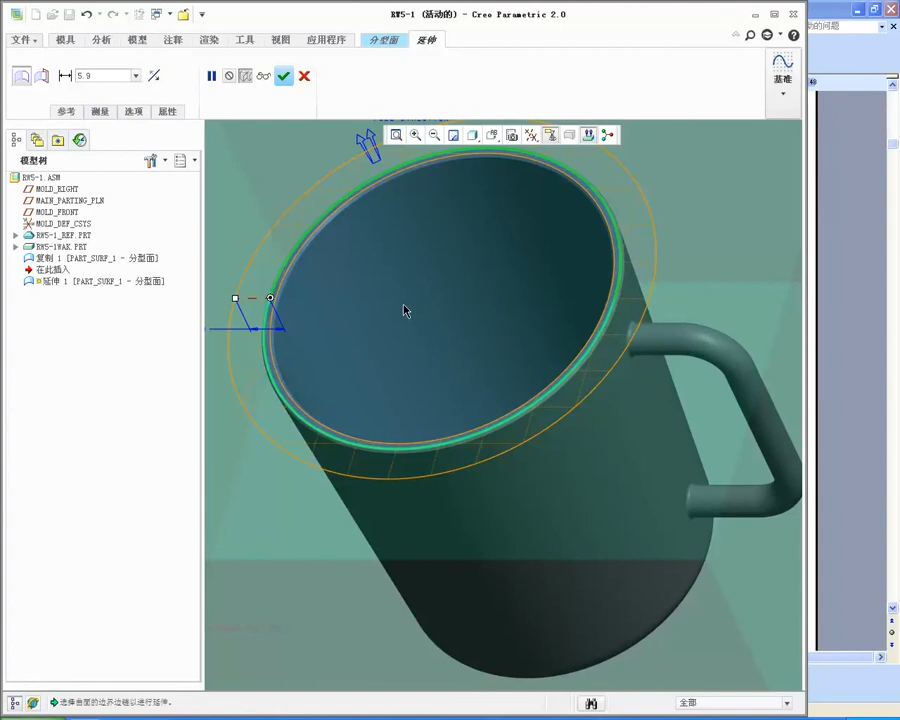 RW5-1 (活动的) - Creo Parametric 2.0
动的问题
文件 模具 分析 模型 注释 渲染 工具 视图 应用程序 分型面 延伸
5.9
基准
参考 测量 选项 属性
模型树
RW5-1.ASM
MOLD_RIGHT
MAIN_PARTING_PLN
MOLD_FRONT
MOLD_DEF_CSYS
RW5-1_REF.PRT
RW5-1WAK.PRT
复制 1 [PART_SURF_1 - 分型面]
在此插入
延伸 1 [PART_SURF_1 - 分型面]
选择曲面的边界边链以进行延伸。
全部